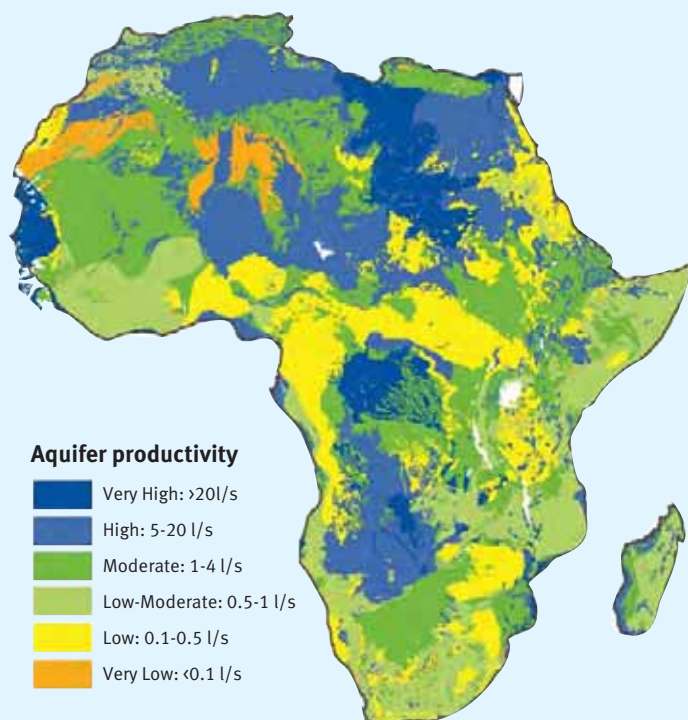 Aquifer productivity
Very High: >20l/s
High: 5-20 l/s
Moderate: 1-4 l/s
Low-Moderate: 0.5-1 l/s
Low: 0.1-0.5 l/s
Very Low: <0.1 l/s